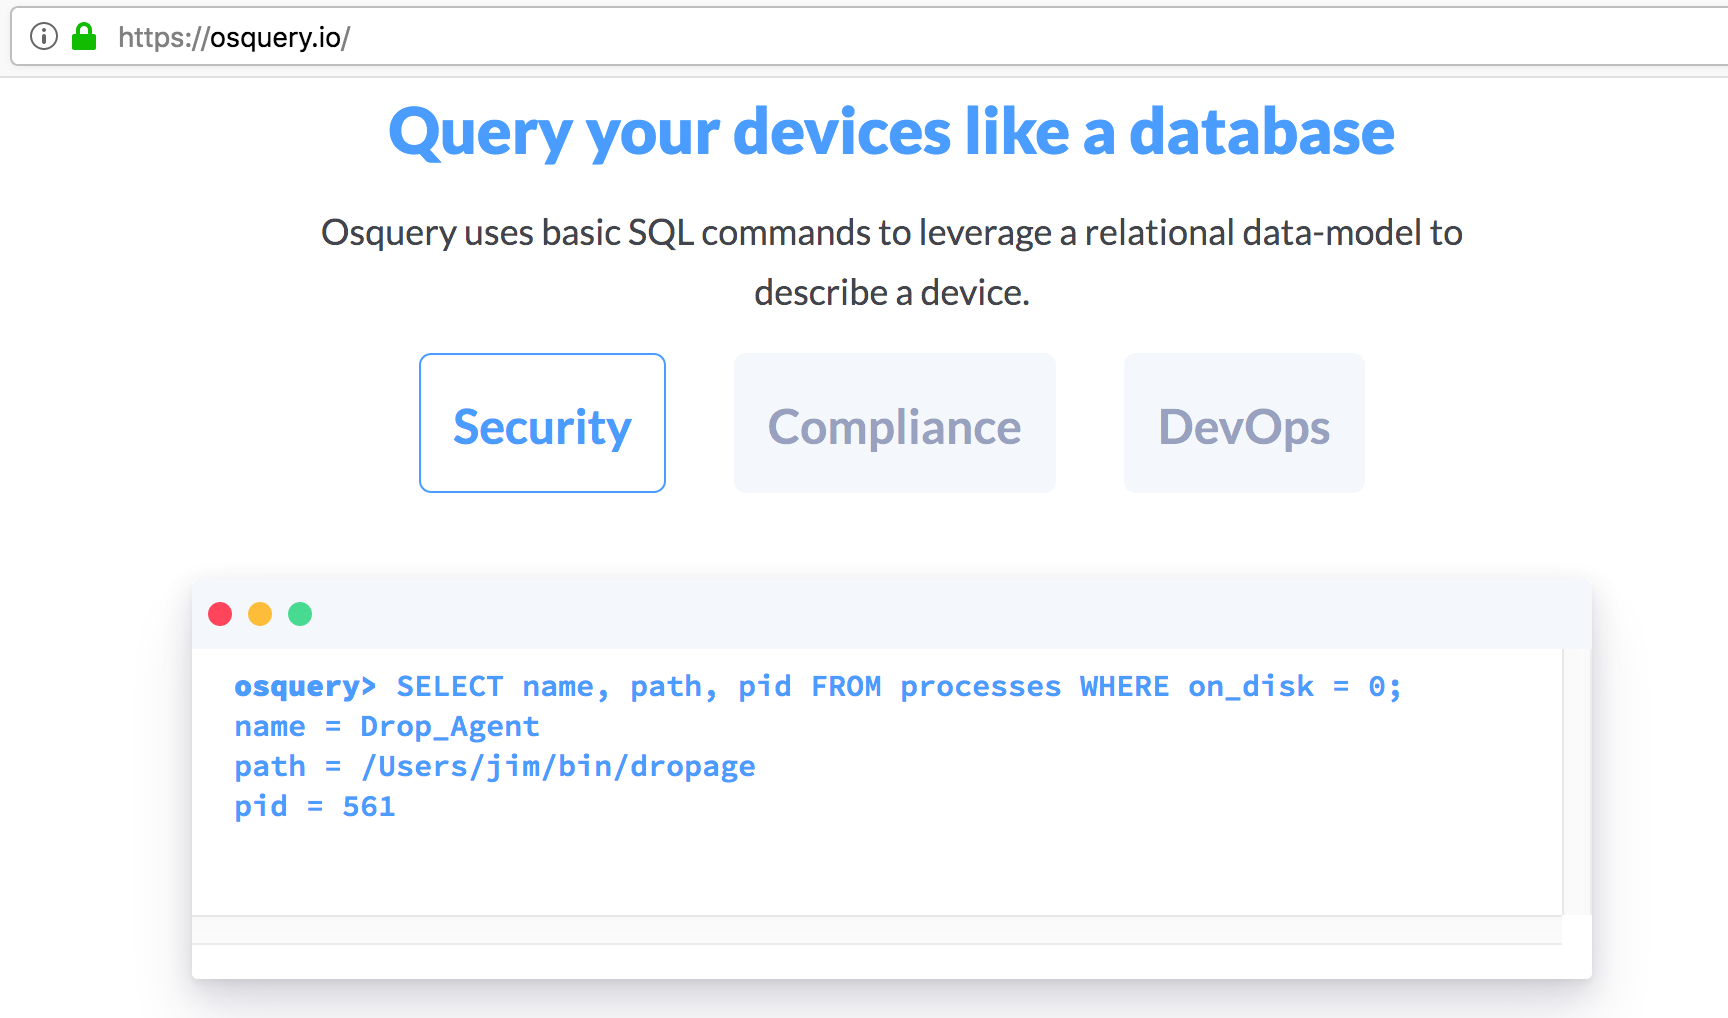 https://osquery.io/
Query your devices like a database
Osquery uses basic SQL commands to leverage a relational data-model to
describe a device.
Security Compliance DevOps
osquery> SELECT name, path, pid FROM processes WHERE on_disk = 0;
name = Drop_Agent
path = /Users/jim/bin/dropage
pid = 561